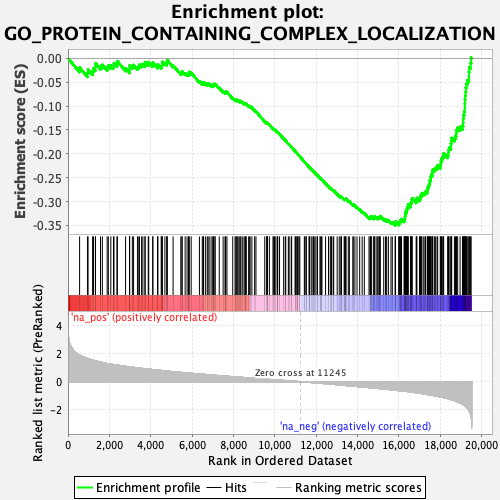 Enrichment plot:
GO_PROTEIN_CONTAINING_COMPLEX_LOCALIZATION
Enrichment score (ES)
0.00
-0.05
-0.10
-0.15
-0.20
-0.25
-0.30
-0.35
'na_pos' (positively correlated)
Ranked list metric (PreRanked)
4
2
0
-2
Zero cross at 11245
'na_neg' (negatively correlated)
0
2,000
4,000
6,000
8,000
10,000
12,000
14,000
16,000
18,000
20,000
Rank in Ordered Dataset
Enrichment profile
Hits
Ranking metric scores